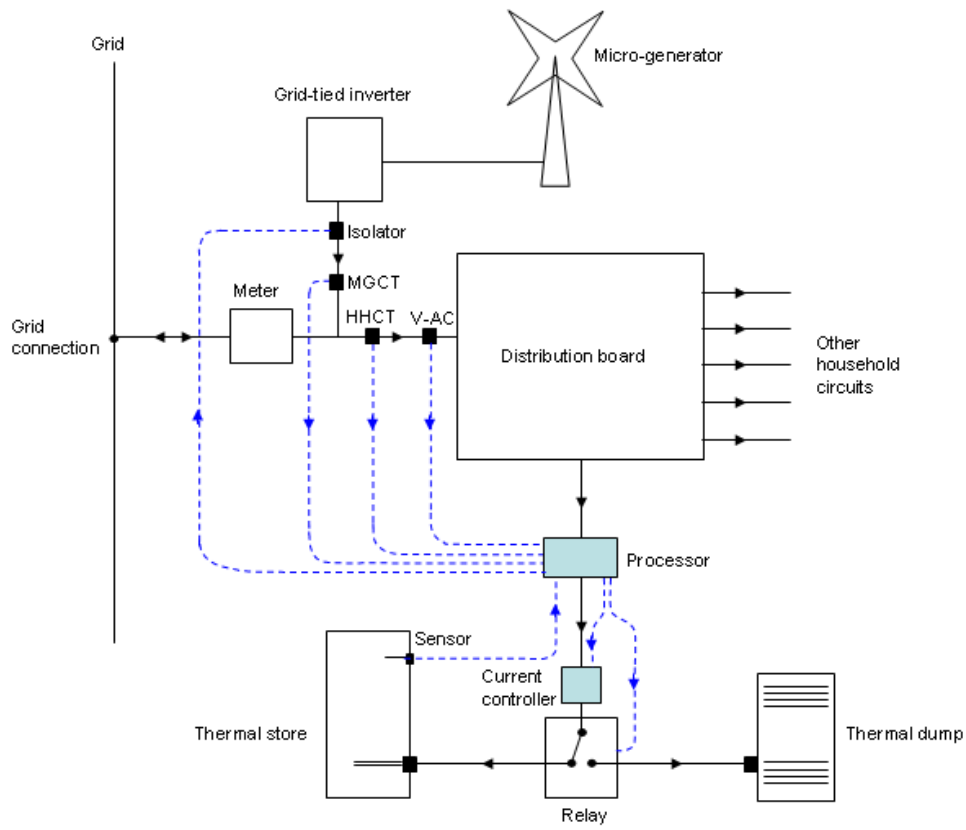 Grid
Micro-generator
Grid-tied inverter
Isolator
MGCT
Meter
HHCT
V-AC
Grid
connection
Distribution board
Other
household
circuits
Processor
Sensor
Current
controller
Thermal store
Thermal dump
Relay